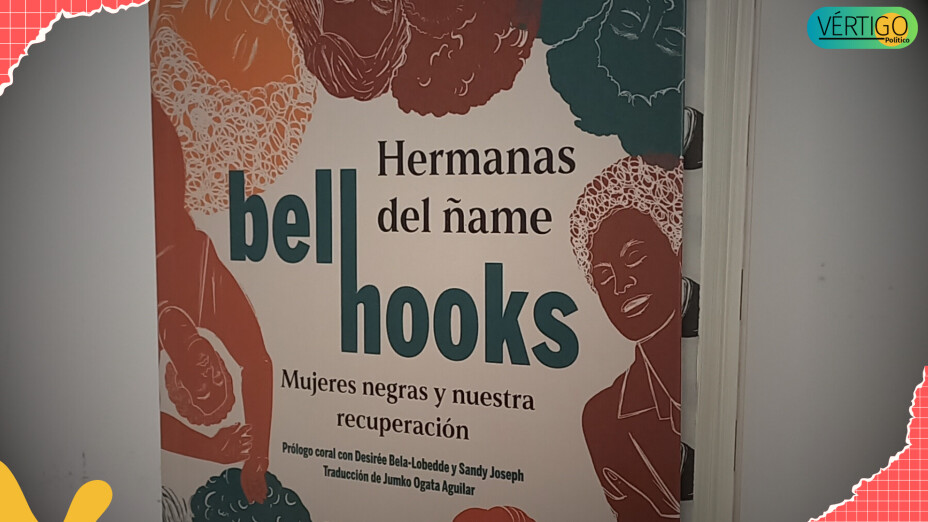 VÉRTIGO
Político
Hermanas
del ñame
bell
hooks
Mujeres negras y nuestra
recuperación
Prólogo coral con Desirée Bela-Lobedde y Sandy Joseph
Traducción de Jumko Ogata Aguilar